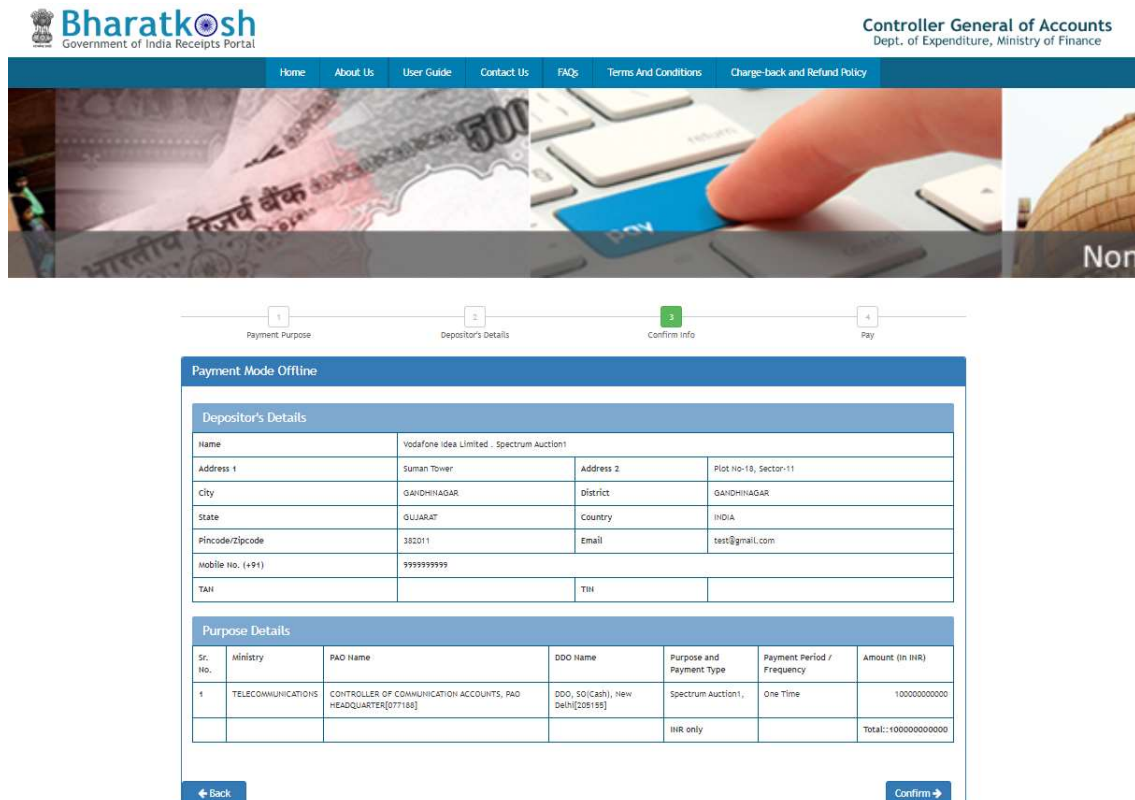 Bharatkosh
Government of India Receipts Portal
Controller General of Accounts
Dept. of Expenditure, Ministry of Finance
Home About Us User Guide Contact Us FAQs Terms And Conditions Charge-back and Refund Policy
500
return
भारतीय रिज़र्व बैंक
pay
Non
1 2 3 4
Payment Purpose Depositor's Details Confirm Info Pay
Payment Mode Offline
Depositor's Details
Name Vodafone Idea Limited . Spectrum Auction1
Address 1 Suman Tower Address 2 Plot No-18, Sector-11
City GANDHINAGAR District GANDHINAGAR
State GUJARAT Country INDIA
Pincode/Zipcode 382011 Email test@gmail.com
Mobile No. (+91) 9999999999
TAN TIN
Purpose Details
Sr. No. Ministry PAO Name DDO Name Purpose and Payment Type Payment Period / Frequency Amount (In INR)
1 TELECOMMUNICATIONS CONTROLLER OF COMMUNICATION ACCOUNTS, PAO HEADQUARTER[077188] DDO, SO(Cash), New Delhi[205155] Spectrum Auction1, One Time 100000000000
INR only Total::100000000000
Back Confirm